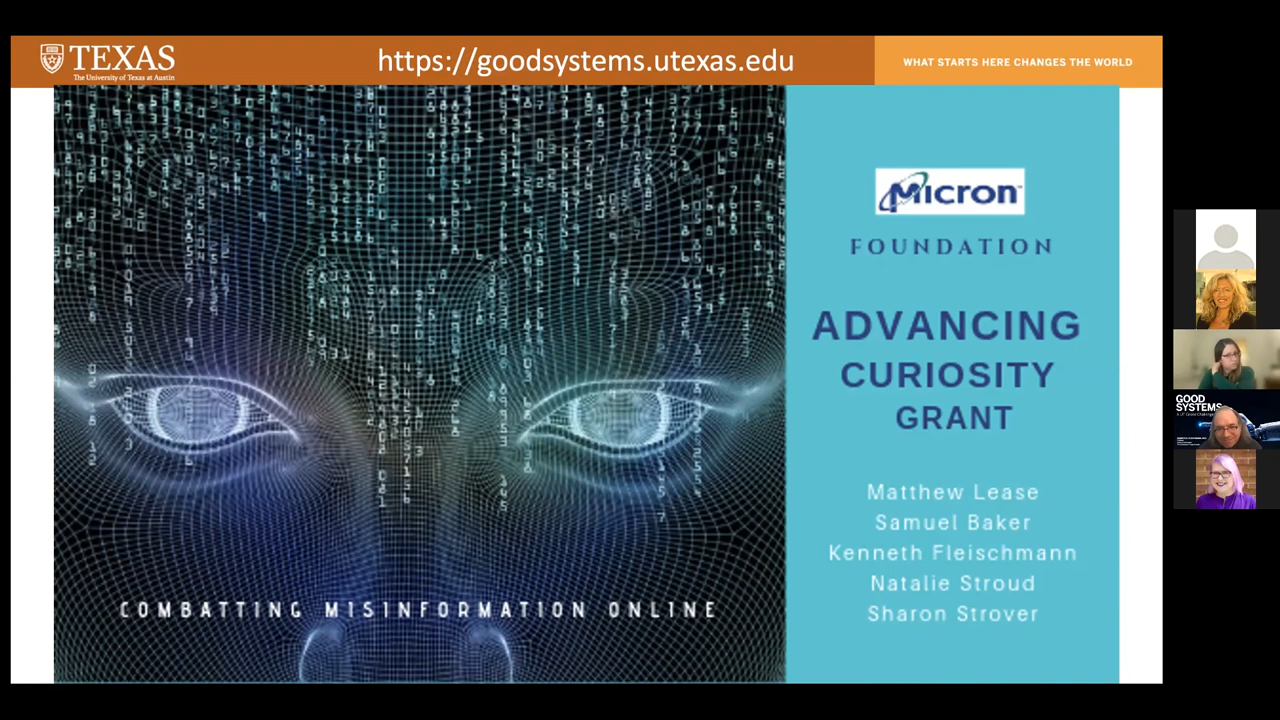 TEXAS
The University of Texas at Austin
https://goodsystems.utexas.edu
WHAT STARTS HERE CHANGES THE WORLD
Micron
FOUNDATION
ADVANCING
CURIOSITY
GRANT
Matthew Lease
Samuel Baker
Kenneth Fleischmann
Natalie Stroud
Sharon Strover
COMBATTING MISINFORMATION ONLINE
GOOD
SYSTEMS